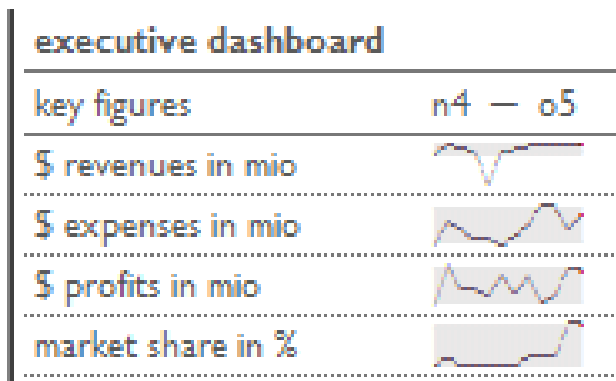 executive dashboard
key figures n4 — o5
$ revenues in mio
$ expenses in mio
$ profits in mio
market share in %